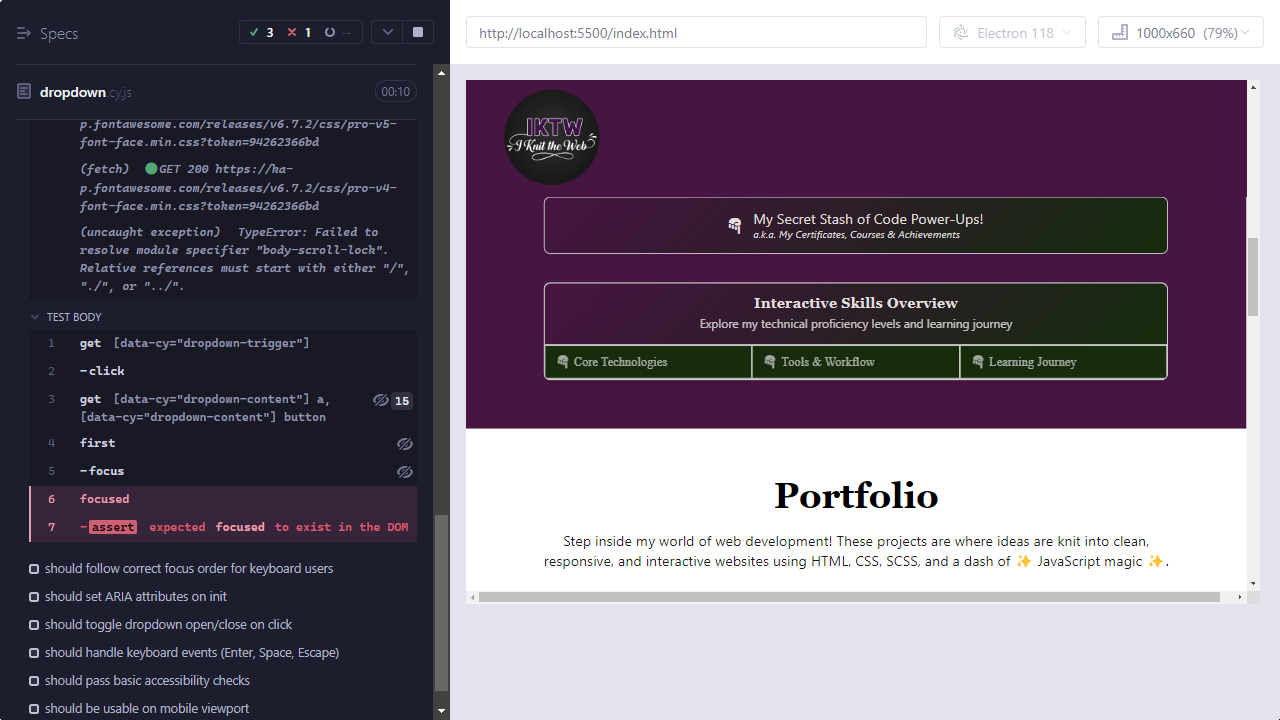 Specs
3
1
--
dropdown.cy.js
00:10
p.fontawesome.com/releases/v6.7.2/css/pro-v5-
font-face.min.css?token=94262366bd
(fetch) GET 200 https://ka-
p.fontawesome.com/releases/v6.7.2/css/pro-v4-
font-face.min.css?token=94262366bd
(uncaught exception) TypeError: Failed to
resolve module specifier "body-scroll-lock".
Relative references must start with either "/",
"./", or "../".
TEST BODY
1 get [data-cy="dropdown-trigger"]
2 -click
3 get [data-cy="dropdown-content"] a, 15
[data-cy="dropdown-content"] button
4 first
5 -focus
6 focused
7 -assert expected focused to exist in the DOM
should follow correct focus order for keyboard users
should set ARIA attributes on init
should toggle dropdown open/close on click
should handle keyboard events (Enter, Space, Escape)
should pass basic accessibility checks
should be usable on mobile viewport
http://localhost:5500/index.html
Electron 118
1000x660 (79%)
IKTW
I Knit the Web
My Secret Stash of Code Power-Ups!
a.k.a. My Certificates, Courses & Achievements
Interactive Skills Overview
Explore my technical proficiency levels and learning journey
Core Technologies
Tools & Workflow
Learning Journey
Portfolio
Step inside my world of web development! These projects are where ideas are knit into clean,
responsive, and interactive websites using HTML, CSS, SCSS, and a dash of ✨ JavaScript magic ✨.